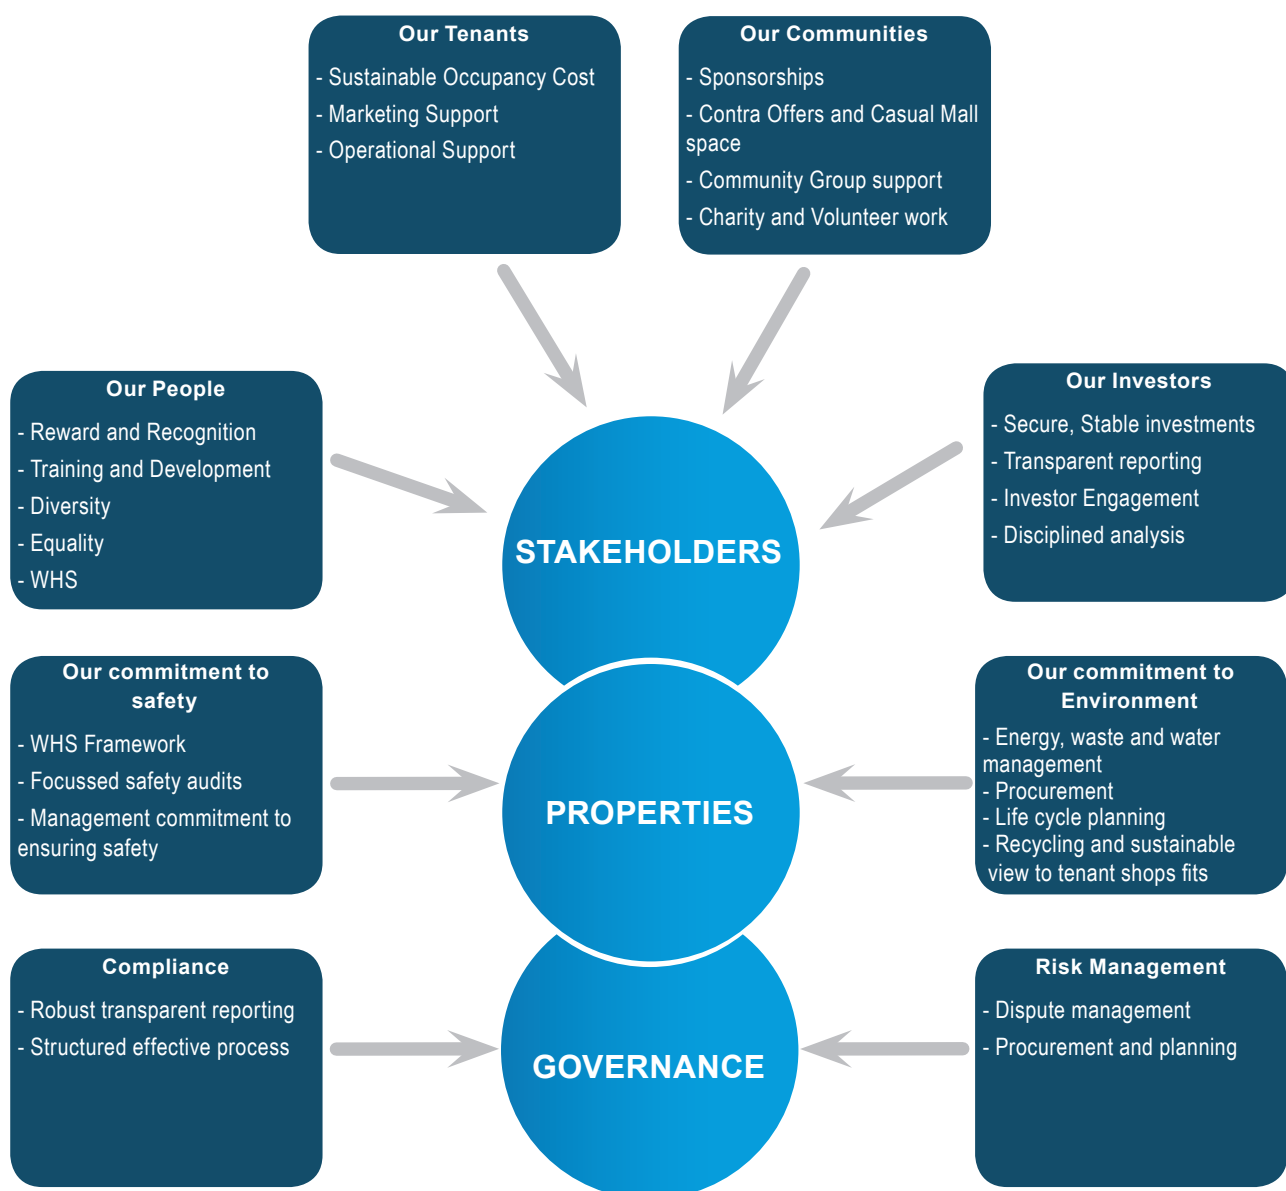 Our Tenants
- Sustainable Occupancy Cost
- Marketing Support
- Operational Support
Our Communities
- Sponsorships
- Contra Offers and Casual Mall
space
- Community Group support
- Charity and Volunteer work
Our People
- Reward and Recognition
- Training and Development
- Diversity
- Equality
- WHS
Our Investors
- Secure, Stable investments
- Transparent reporting
- Investor Engagement
- Disciplined analysis
STAKEHOLDERS
Our commitment to
safety
- WHS Framework
- Focussed safety audits
- Management commitment to
ensuring safety
PROPERTIES
Our commitment to
Environment
- Energy, waste and water
management
- Procurement
- Life cycle planning
- Recycling and sustainable
view to tenant shops fits
Compliance
- Robust transparent reporting
- Structured effective process
GOVERNANCE
Risk Management
- Dispute management
- Procurement and planning